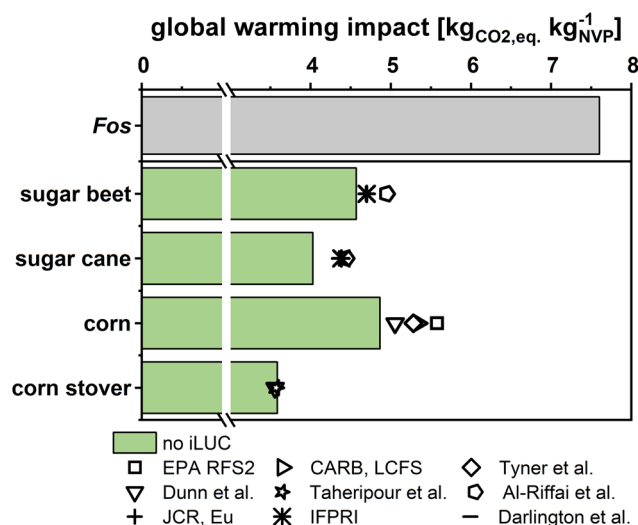 global warming impact [kgCO2,eq. kg-1NVP]
0 4 5 6 7 8
Fos
sugar beet
sugar cane
corn
corn stover
no iLUC
EPA RFS2 CARB, LCFS Tyner et al.
Dunn et al. Taheripour et al. Al-Riffai et al.
JCR, Eu IFPRI Darlington et al.